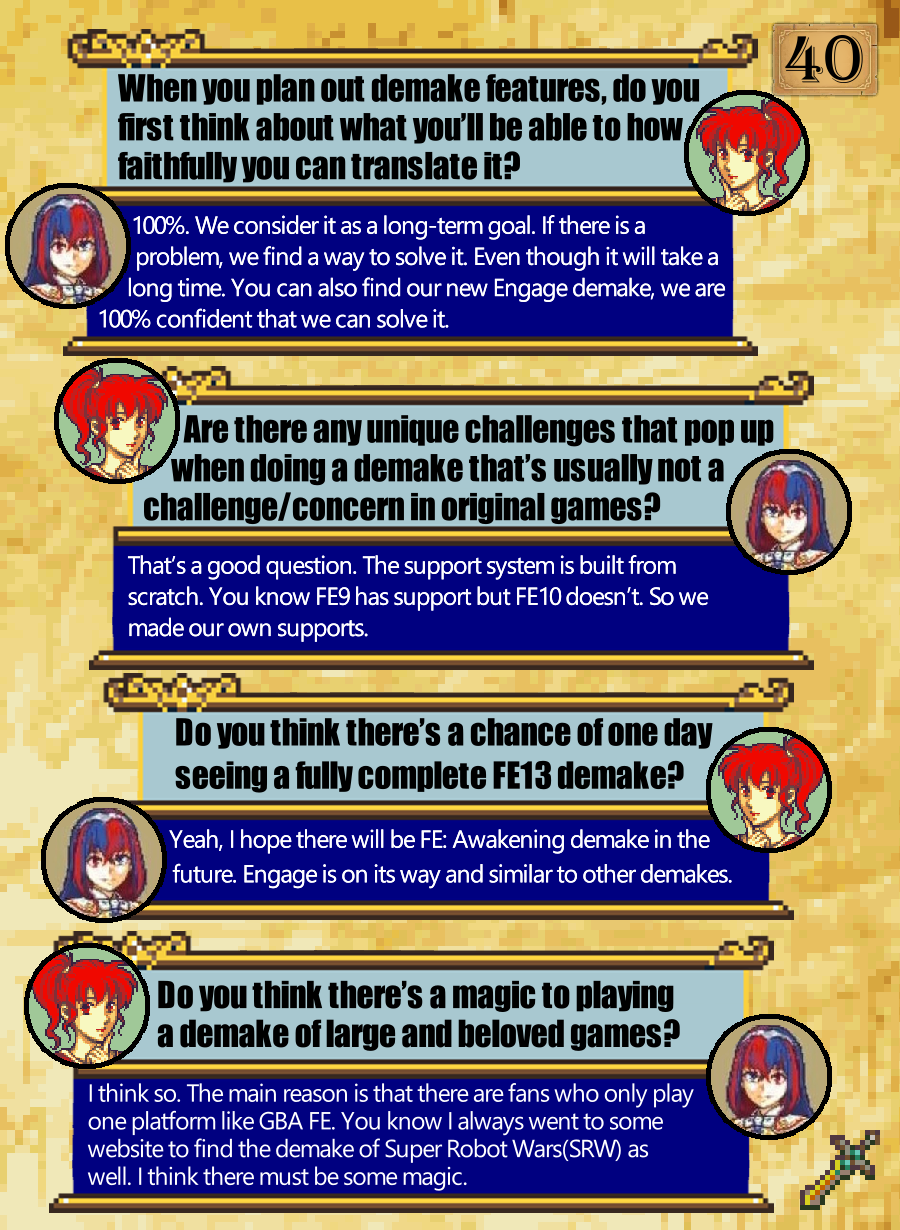 40
When you plan out demake features, do you
first think about what you'll be able to how
faithfully you can translate it?
100%. We consider it as a long-term goal. If there is a
problem, we find a way to solve it. Even though it will take a
long time. You can also find our new Engage demake, we are
100% confident that we can solve it.
Are there any unique challenges that pop up
when doing a demake that's usually not a
challenge/concern in original games?
That's a good question. The support system is built from
scratch. You know FE9 has support but FE10 doesn't. So we
made our own supports.
Do you think there's a chance of one day
seeing a fully complete FE13 demake?
Yeah, I hope there will be FE: Awakening demake in the
future. Engage is on its way and similar to other demakes.
Do you think there's a magic to playing
a demake of large and beloved games?
I think so. The main reason is that there are fans who only play
one platform like GBA FE. You know I always went to some
website to find the demake of Super Robot Wars(SRW) as
well. I think there must be some magic.